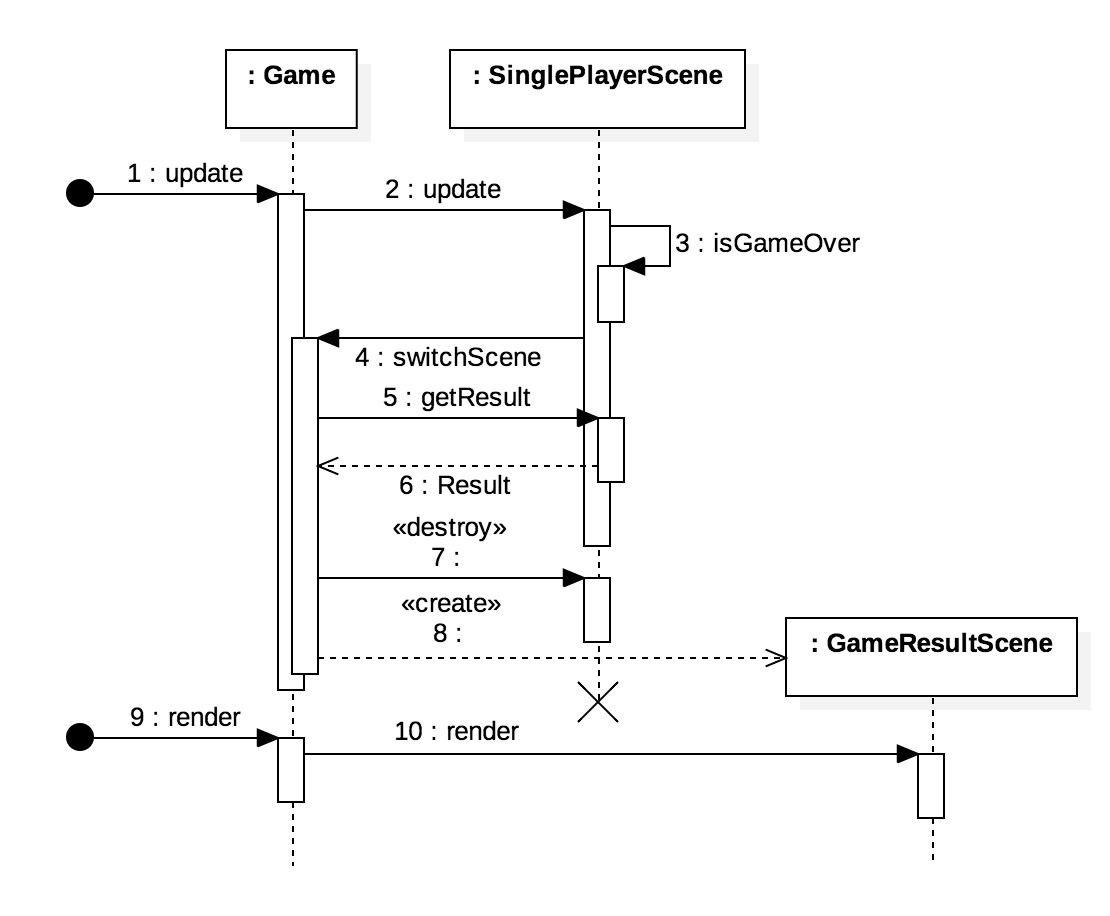 : Game
: SinglePlayerScene
1 : update
2 : update
3 : isGameOver
4 : switchScene
5 : getResult
6 : Result
«destroy»
7 :
«create»
8 :
: GameResultScene
9 : render
10 : render